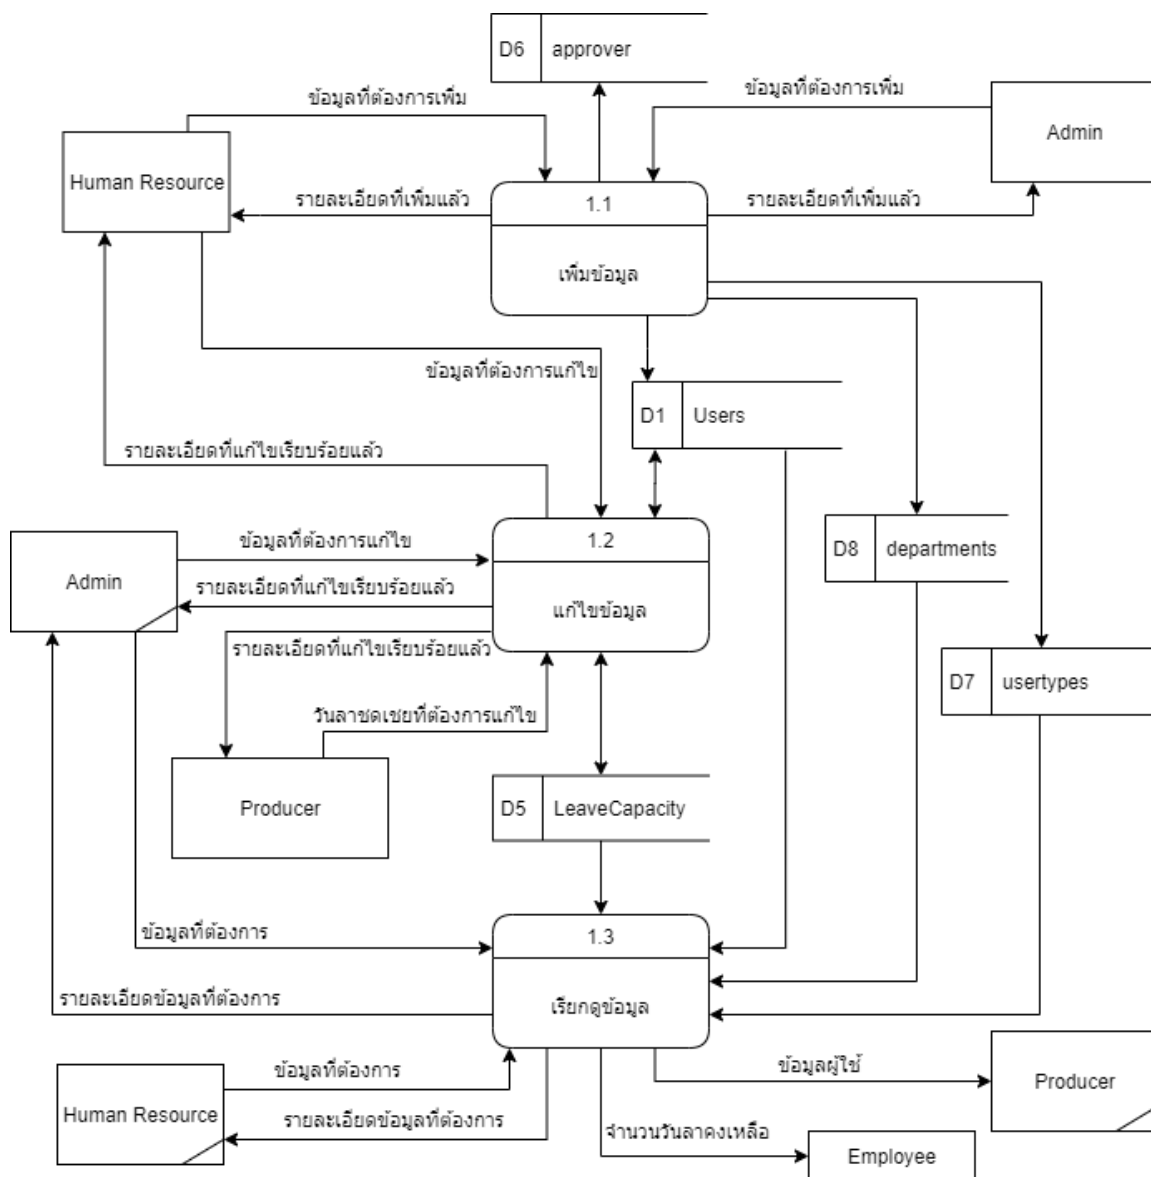 D6 approver
ข้อมูลที่ต้องการเพิ่ม
ข้อมูลที่ต้องการเพิ่ม
Admin
Human Resource
รายละเอียดที่เพิ่มแล้ว
1.1
รายละเอียดที่เพิ่มแล้ว
เพิ่มข้อมูล
ข้อมูลที่ต้องการแก้ไข
D1 Users
รายละเอียดที่แก้ไขเรียบร้อยแล้ว
ข้อมูลที่ต้องการแก้ไข
1.2
D8 departments
Admin
รายละเอียดที่แก้ไขเรียบร้อยแล้ว
แก้ไขข้อมูล
รายละเอียดที่แก้ไขเรียบร้อยแล้ว
D7 usertypes
วันลาชดเชยที่ต้องการแก้ไข
Producer
D5 LeaveCapacity
ข้อมูลที่ต้องการ
1.3
รายละเอียดข้อมูลที่ต้องการ
เรียกดูข้อมูล
ข้อมูลที่ต้องการ
ข้อมูลผู้ใช้
Producer
Human Resource
รายละเอียดข้อมูลที่ต้องการ
จำนวนวันลาคงเหลือ
Employee